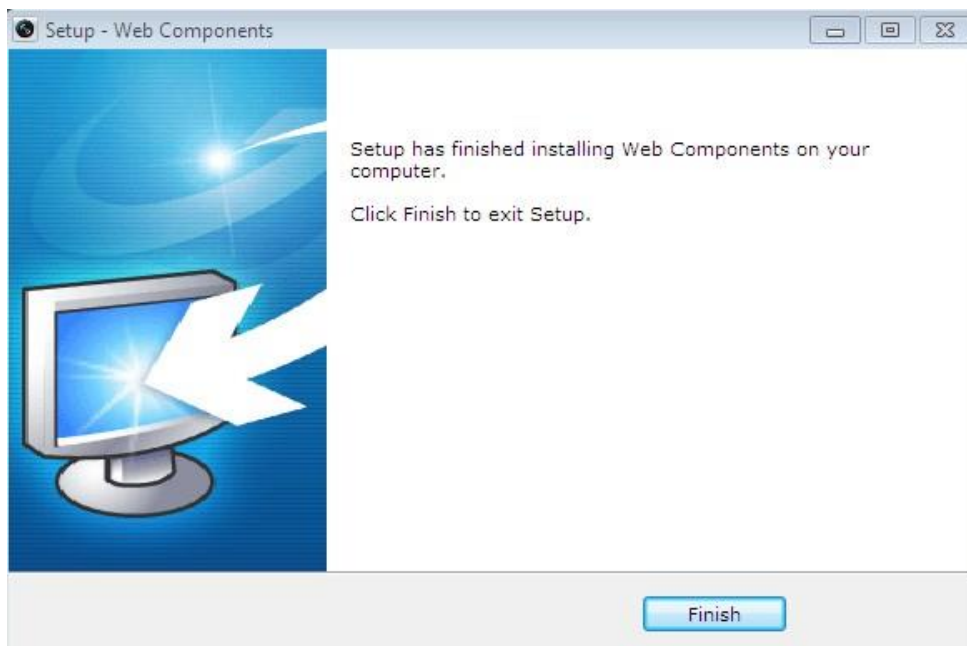 Setup - Web Components
Setup has finished installing Web Components on your
computer.
Click Finish to exit Setup.
Finish